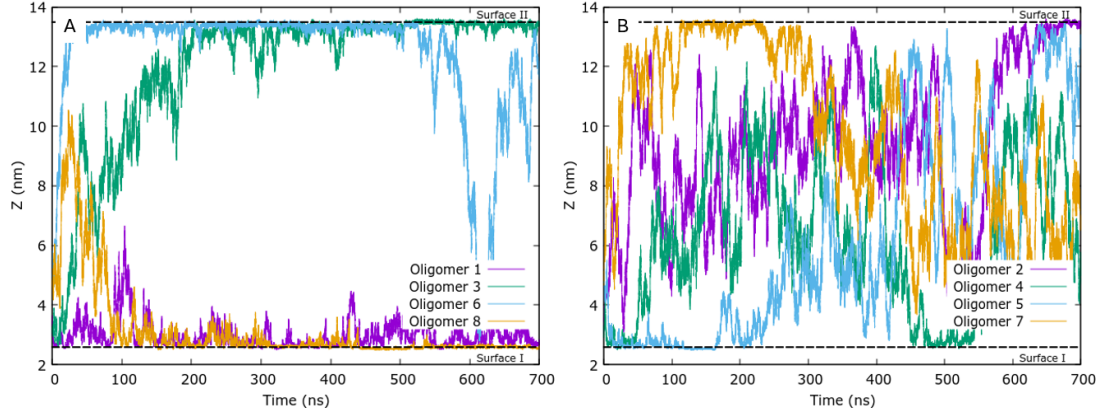 14
12
10
8
6
4
2
Z (nm)
A
Surface II
Oligomer 1
Oligomer 3
Oligomer 6
Oligomer 8
Surface I
0 100 200 300 400 500 600 700
Time (ns)
14
12
10
8
6
4
2
Z (nm)
B
Surface II
Oligomer 2
Oligomer 4
Oligomer 5
Oligomer 7
Surface I
0 100 200 300 400 500 600 700
Time (ns)